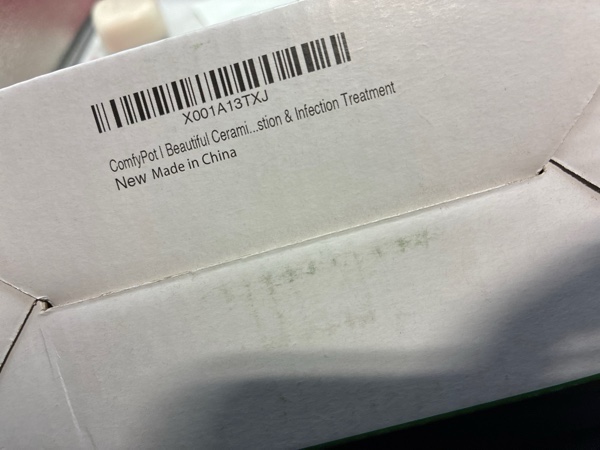 X001A13TXJ
ComfyPot | Beautiful Cerami...stion & Infection Treatment
New Made in China